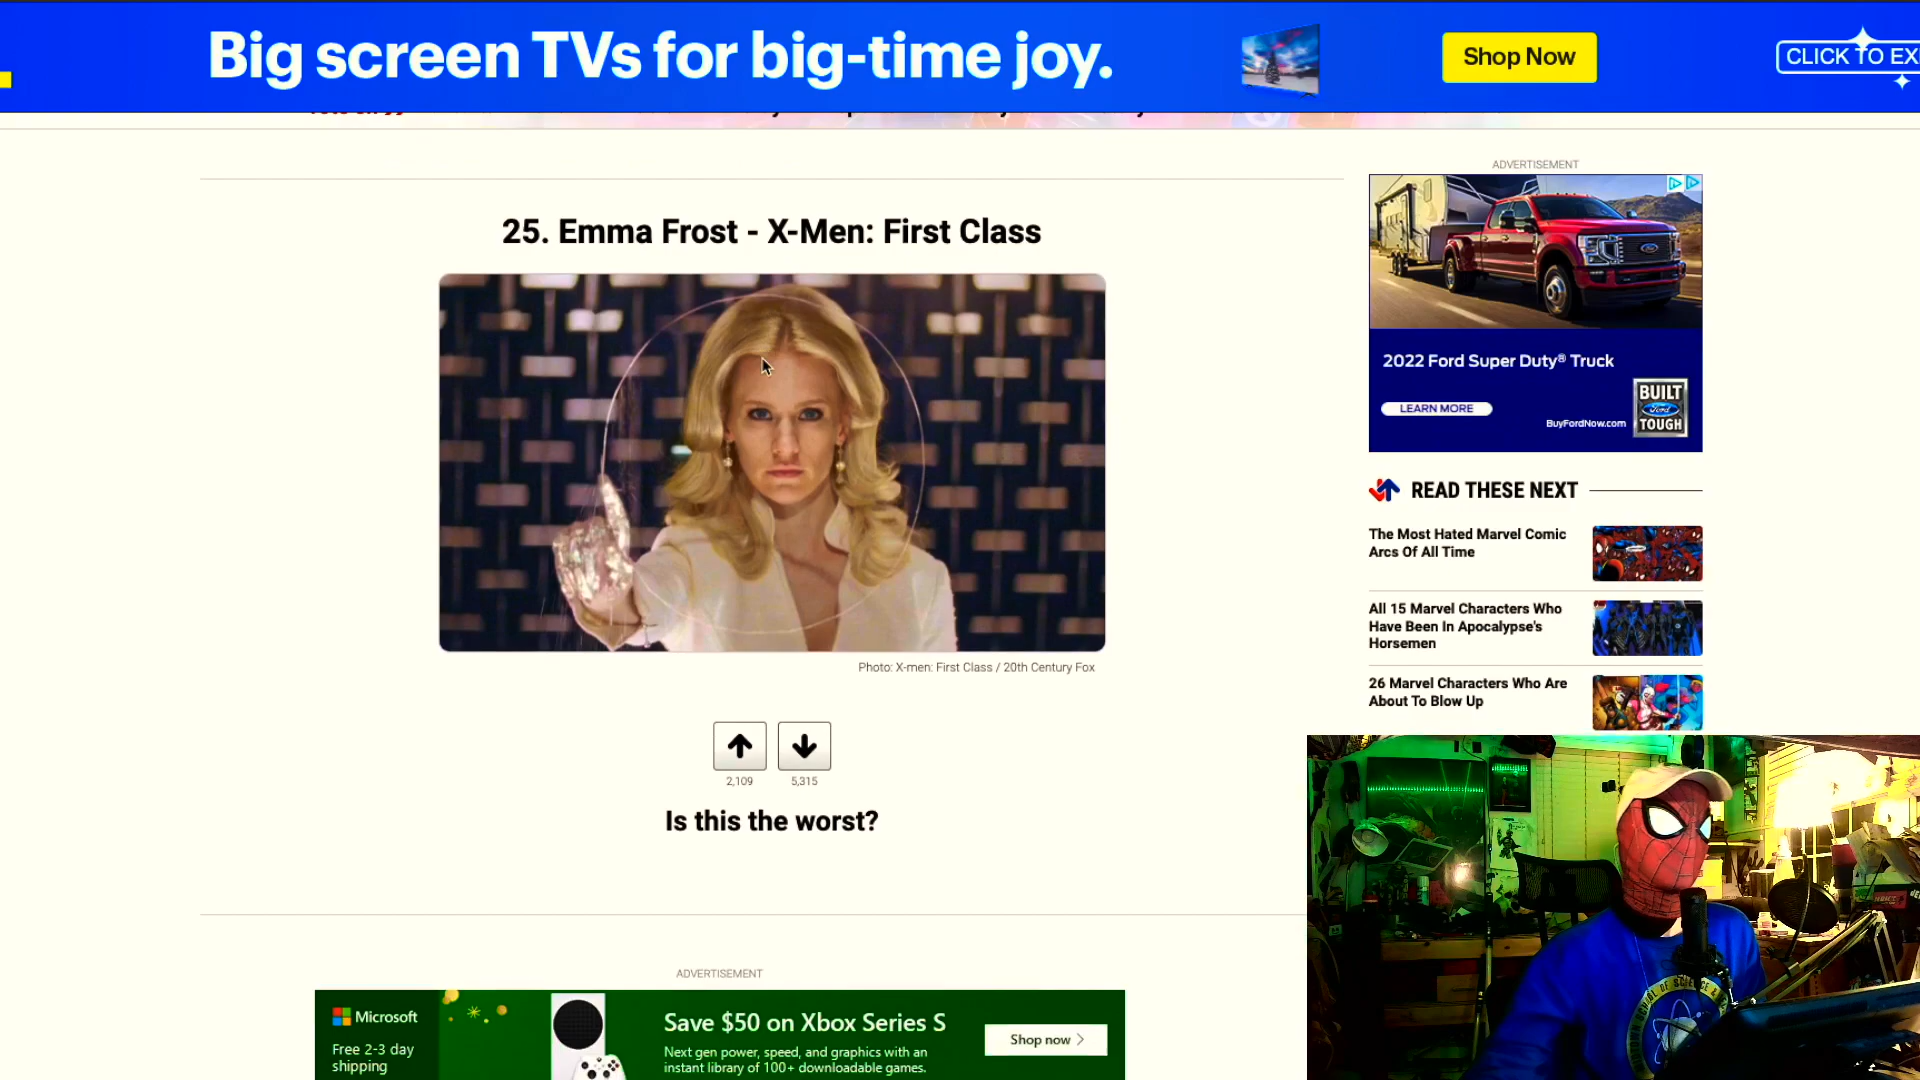 Big screen TVs for big-time joy.
Shop Now
CLICK TO EX
25. Emma Frost - X-Men: First Class
Photo: X-men: First Class / 20th Century Fox
2,109
5,315
Is this the worst?
ADVERTISEMENT
2022 Ford Super Duty® Truck
LEARN MORE
BuyFordNow.com
BUILT
Ford
TOUGH
READ THESE NEXT
The Most Hated Marvel Comic
Arcs Of All Time
All 15 Marvel Characters Who
Have Been In Apocalypse's
Horsemen
26 Marvel Characters Who Are
About To Blow Up
ADVERTISEMENT
Microsoft
Free 2-3 day
shipping
Save $50 on Xbox Series S
Next gen power, speed, and graphics with an
instant library of 100+ downloadable games.
Shop now